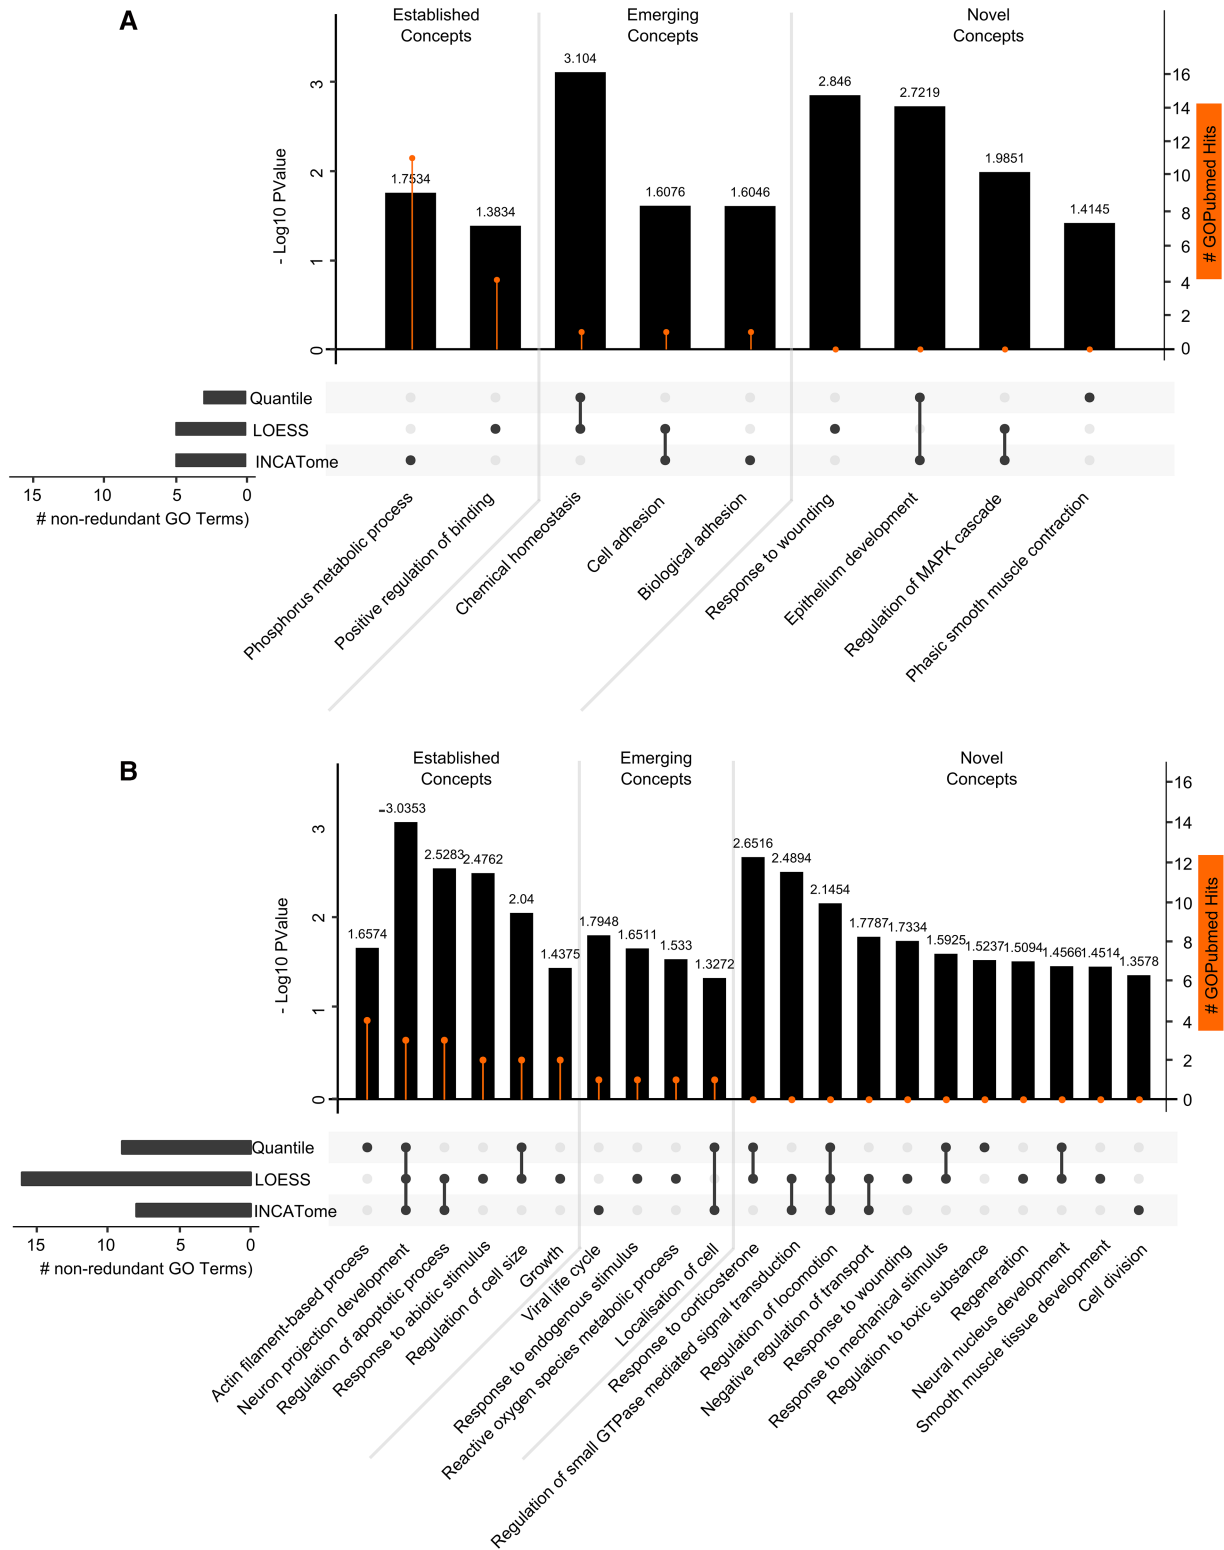 A
Established
Concepts
Emerging
Concepts
Novel
Concepts
- Log10 PValue
3
2
1
0
1.7534
1.3834
3.104
1.6076
1.6046
2.846
2.7219
1.9851
1.4145
16
14
12
10
8
6
4
2
0
# GOPubmed Hits
Quantile
LOESS
INCATome
15 10 5 0
# non-redundant GO Terms)
Phosphorus metabolic process
Positive regulation of binding
Chemical homeostasis
Cell adhesion
Biological adhesion
Response to wounding
Epithelium development
Regulation of MAPK cascade
Phasic smooth muscle contraction
B
Established
Concepts
Emerging
Concepts
Novel
Concepts
- Log10 PValue
3
2
1
0
1.6574
3.0353
2.5283
2.4762
2.04
1.4375
1.7948
1.6511
1.533
1.3272
2.6516
2.4894
2.1454
1.7787
1.7334
1.5925
1.5237
1.5094
1.4566
1.4514
1.3578
16
14
12
10
8
6
4
2
0
# GOPubmed Hits
Quantile
LOESS
INCATome
15 10 5 0
# non-redundant GO Terms)
Actin filament-based process
Neuron projection development
Regulation of apoptotic process
Response to abiotic stimulus
Regulation of cell size
Growth
Viral life cycle
Response to endogenous stimulus
Reactive oxygen species metabolic process
Localisation of cell
Response to corticosterone
Regulation of small GTPase mediated signal transduction
Regulation of locomotion
Negative regulation of transport
Response to wounding
Response to mechanical stimulus
Regulation to toxic substance
Regeneration
Neural nucleus development
Smooth muscle tissue development
Cell division